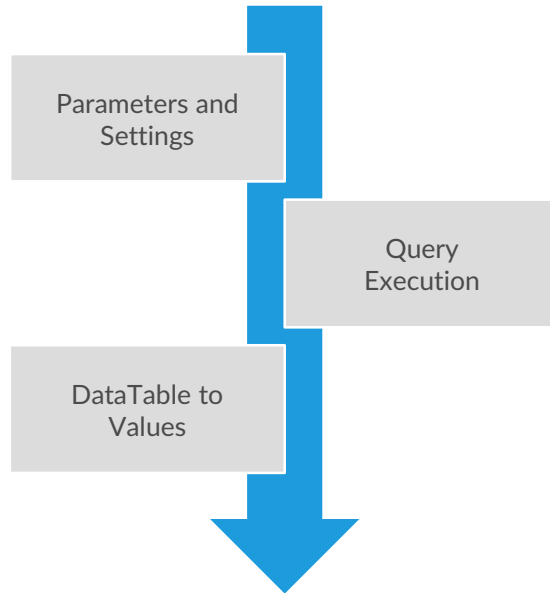 Parameters and
Settings
Query
Execution
DataTable to
Values